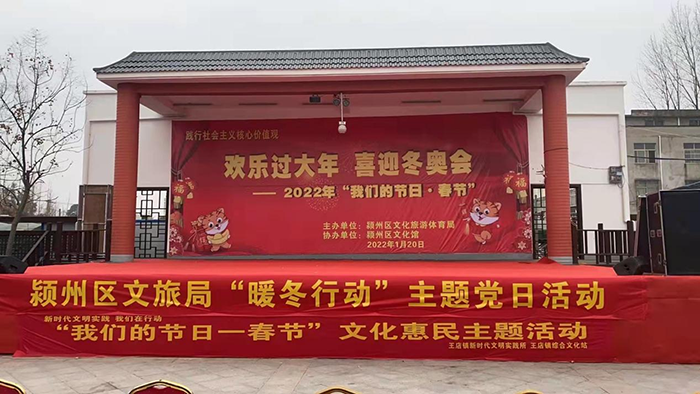 践行社会主义核心价值观
欢乐过大年 喜迎冬奥会
—— 2022年“我们的节日·春节”
主办单位：颍州区文化旅游体育局
协办单位：颍州区文化馆
2022年1月20日
福
福
颍州区文旅局“暖冬行动”主题党日活动
新时代文明实践 我们在行动
“我们的节日—春节”文化惠民主题活动
王店镇新时代文明实践所 王店镇综合文化站